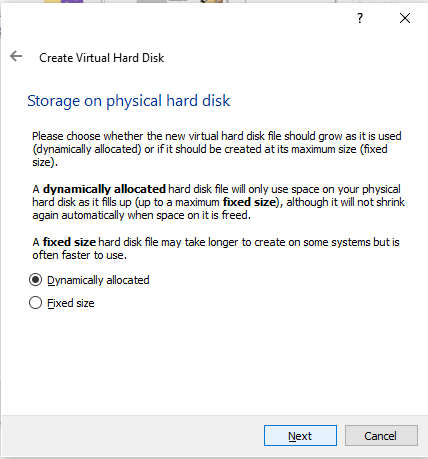 ?
Create Virtual Hard Disk
Storage on physical hard disk
Please choose whether the new virtual hard disk file should grow as it is used
(dynamically allocated) or if it should be created at its maximum size (fixed
size).
A dynamically allocated hard disk file will only use space on your physical
hard disk as it fills up (up to a maximum fixed size), although it will not shrink
again automatically when space on it is freed.
A fixed size hard disk file may take longer to create on some systems but is
often faster to use.
Dynamically allocated
Fixed size
Next Cancel